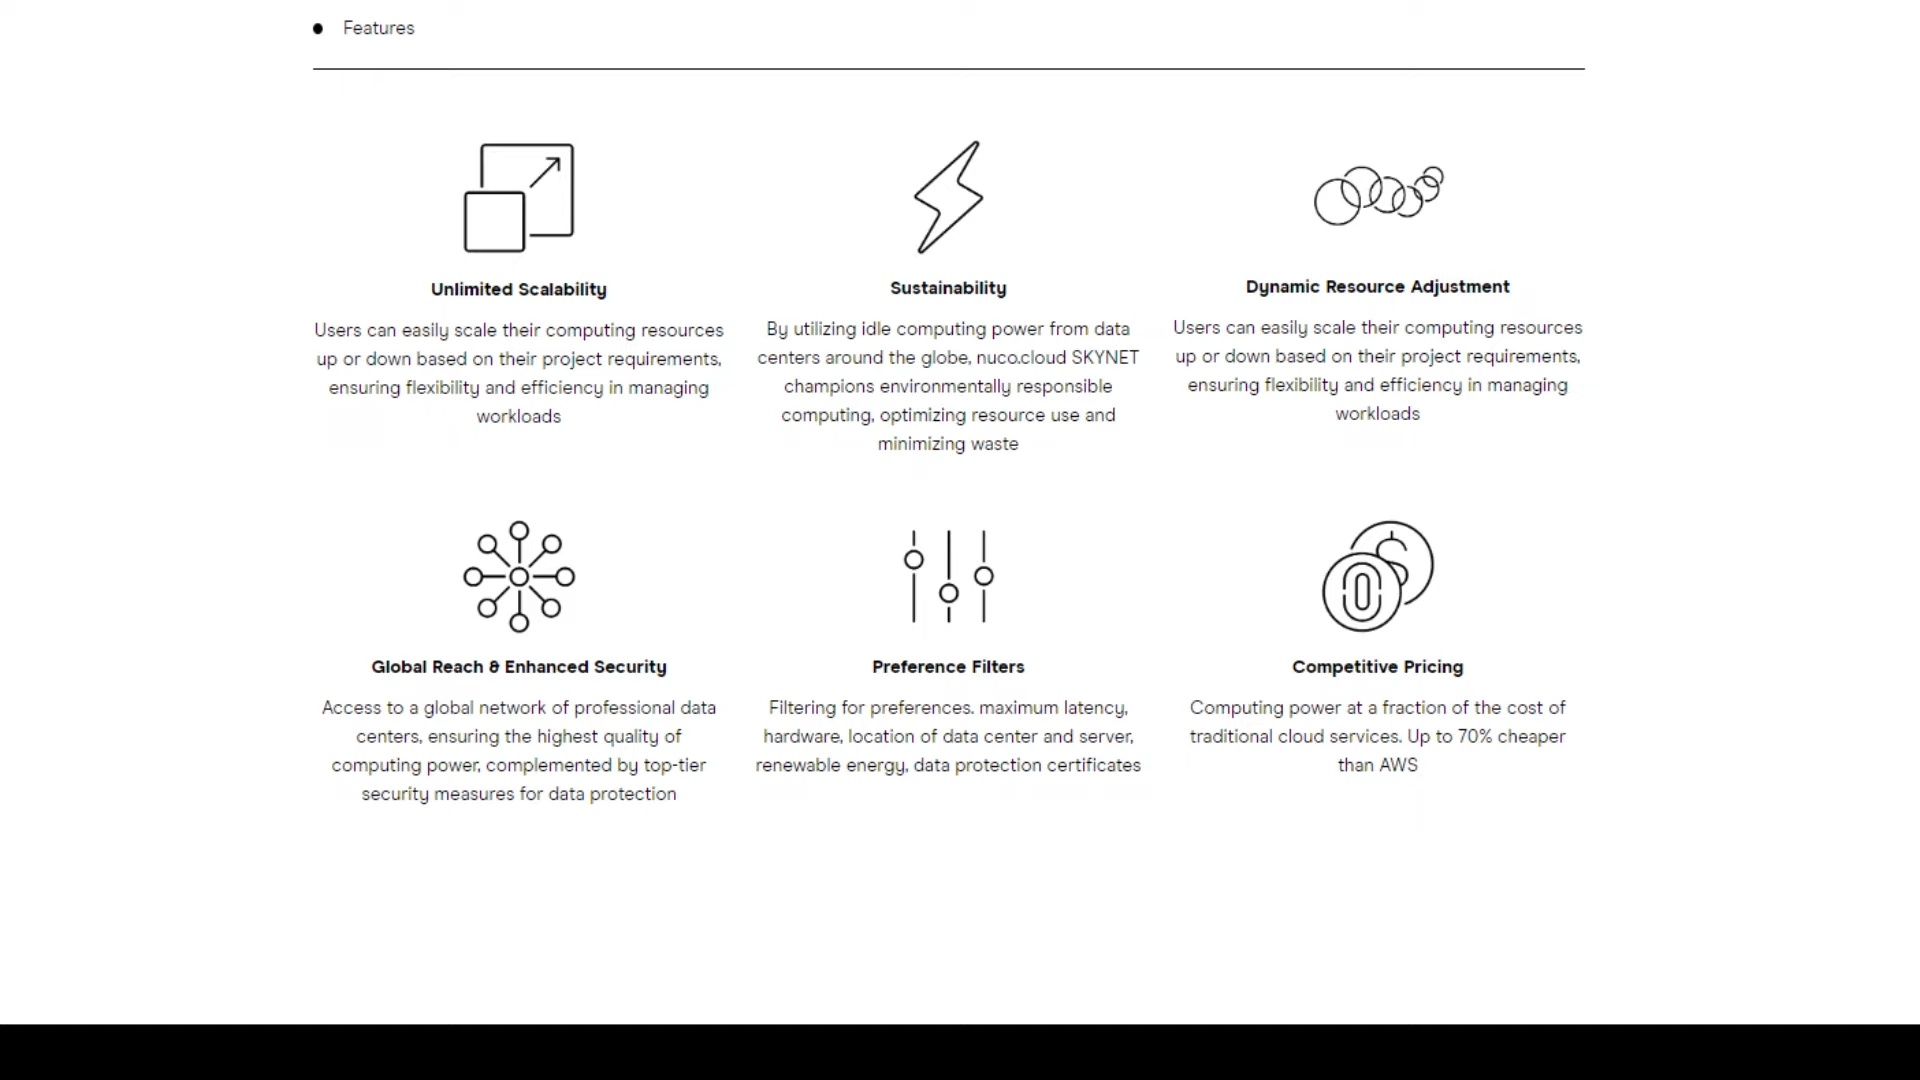 Features
Unlimited Scalability
Users can easily scale their computing resources
up or down based on their project requirements,
ensuring flexibility and efficiency in managing
workloads
Sustainability
By utilizing idle computing power from data
centers around the globe, nuco.cloud SKYNET
champions environmentally responsible
computing, optimizing resource use and
minimizing waste
Dynamic Resource Adjustment
Users can easily scale their computing resources
up or down based on their project requirements,
ensuring flexibility and efficiency in managing
workloads
Global Reach & Enhanced Security
Access to a global network of professional data
centers, ensuring the highest quality of
computing power, complemented by top-tier
security measures for data protection
Preference Filters
Filtering for preferences. maximum latency,
hardware, location of data center and server,
renewable energy, data protection certificates
Competitive Pricing
Computing power at a fraction of the cost of
traditional cloud services. Up to 70% cheaper
than AWS